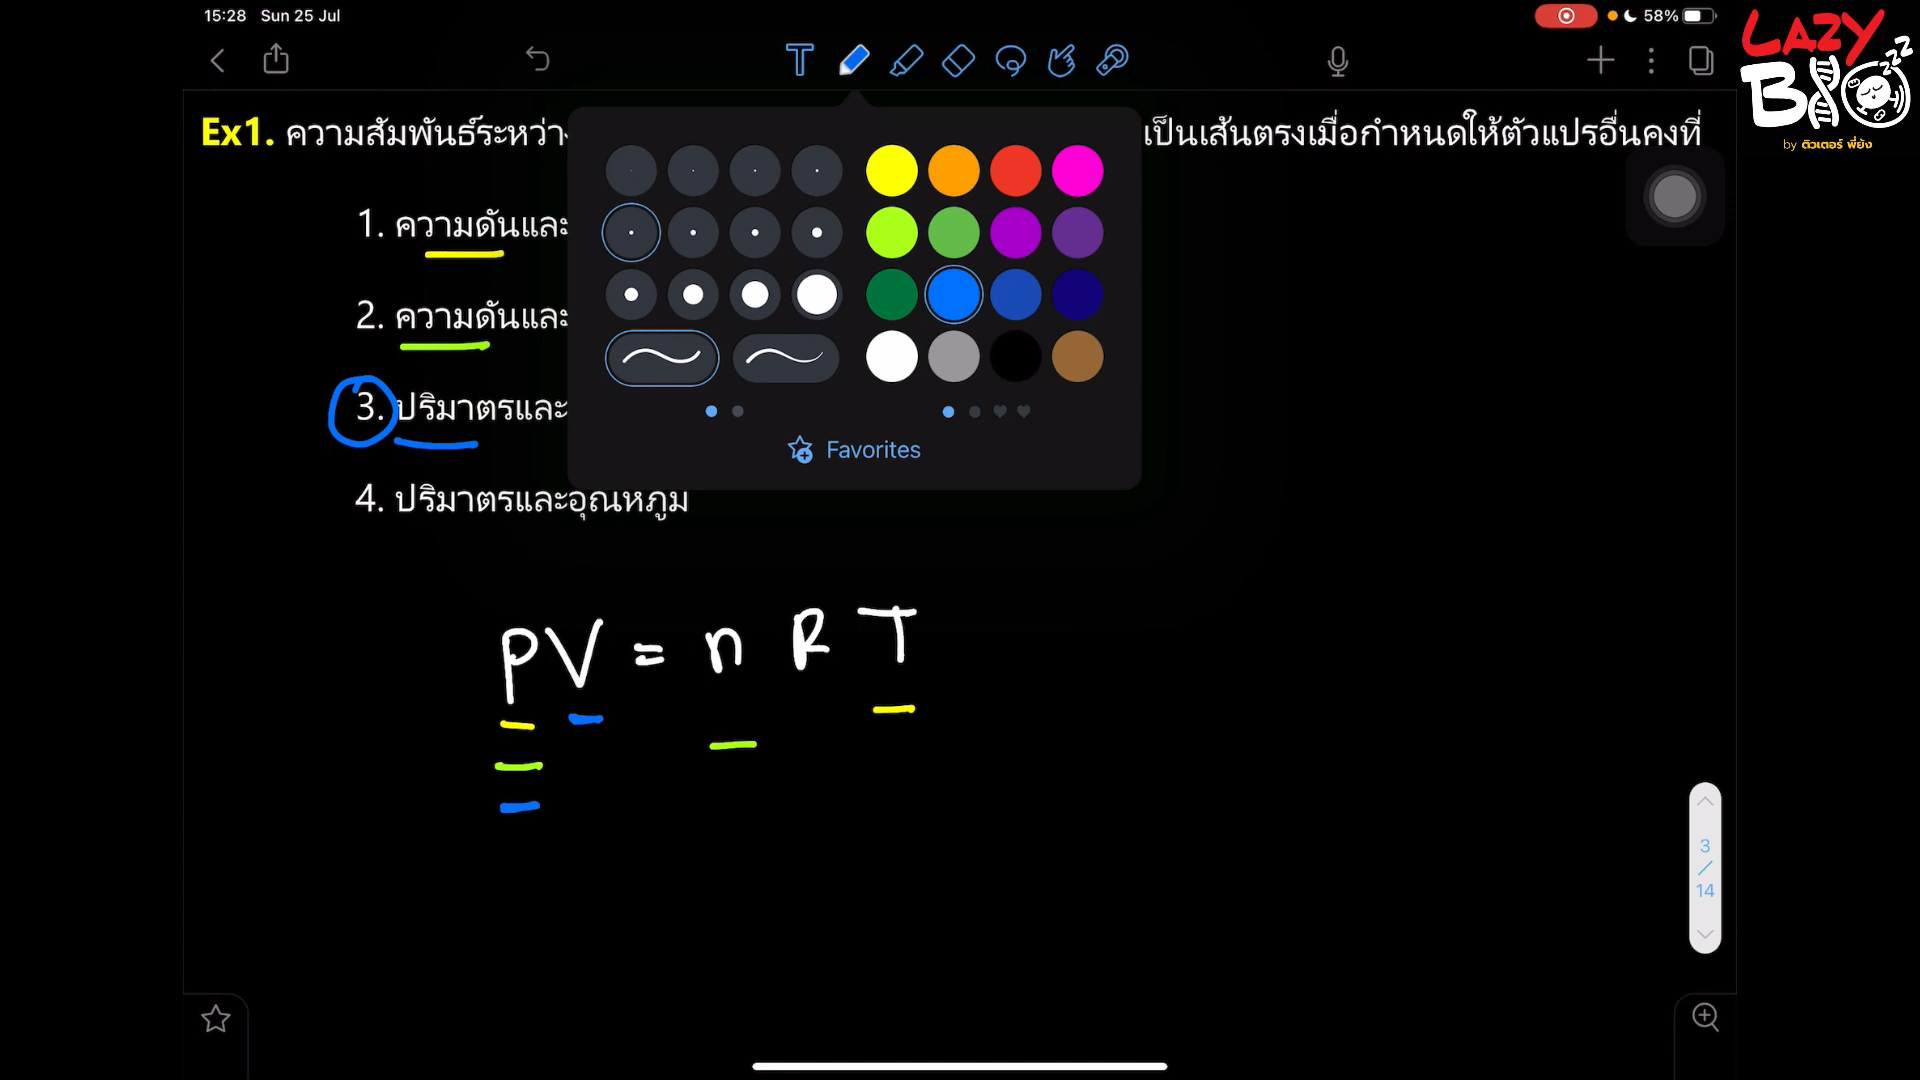 15:28 Sun 25 Jul
58%
LAZY
BIO
zzz
by ติวเตอร์ พี่ยัง
T
Ex1. ความสัมพันธ์ระหว่าง
เป็นเส้นตรงเมื่อกำหนดให้ตัวแปรอื่นคงที่
1. ความดันและ
2. ความดันและ
3. ปริมาตรและ
4. ปริมาตรและอุณหภูมิ
Favorites
PV = n R T
3
14